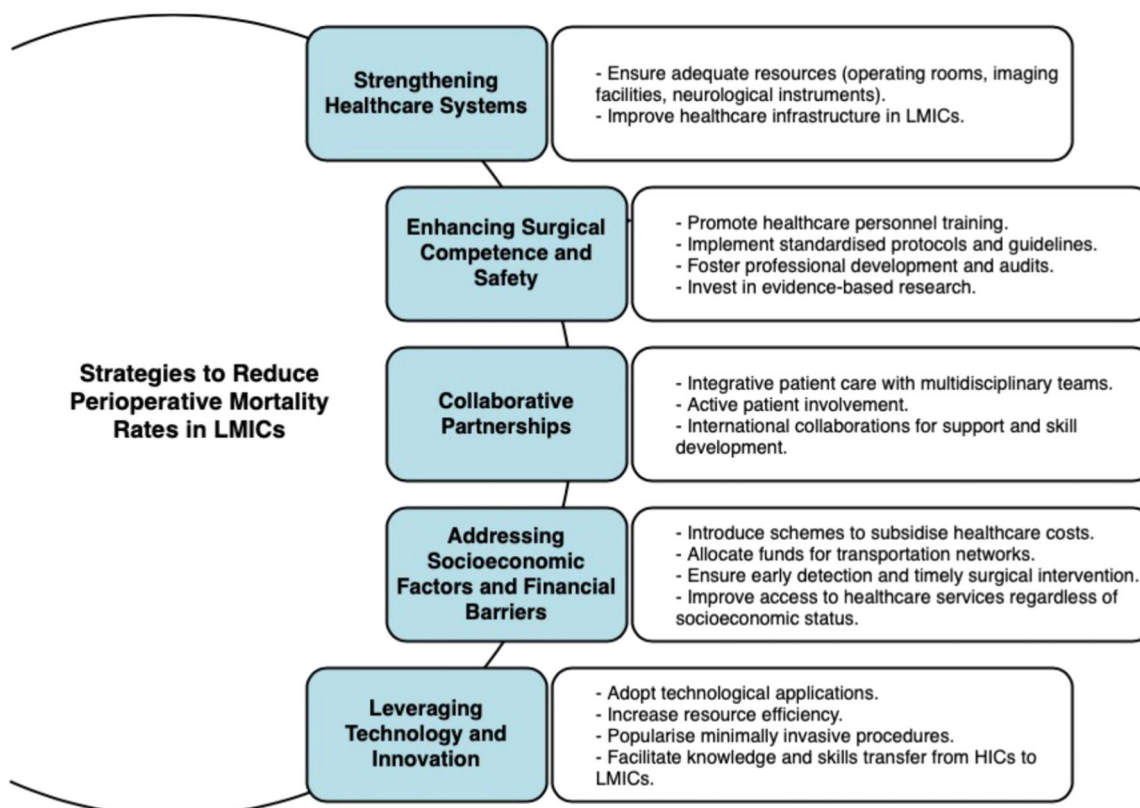 Strategies to Reduce
Perioperative Mortality
Rates in LMICs
Strengthening
Healthcare Systems
- Ensure adequate resources (operating rooms, imaging
facilities, neurological instruments).
- Improve healthcare infrastructure in LMICs.
Enhancing Surgical
Competence and
Safety
- Promote healthcare personnel training.
- Implement standardised protocols and guidelines.
- Foster professional development and audits.
- Invest in evidence-based research.
Collaborative
Partnerships
- Integrative patient care with multidisciplinary teams.
- Active patient involvement.
- International collaborations for support and skill
development.
Addressing
Socioeconomic
Factors and Financial
Barriers
- Introduce schemes to subsidise healthcare costs.
- Allocate funds for transportation networks.
- Ensure early detection and timely surgical intervention.
- Improve access to healthcare services regardless of
socioeconomic status.
Leveraging
Technology and
Innovation
- Adopt technological applications.
- Increase resource efficiency.
- Popularise minimally invasive procedures.
- Facilitate knowledge and skills transfer from HICs to
LMICs.